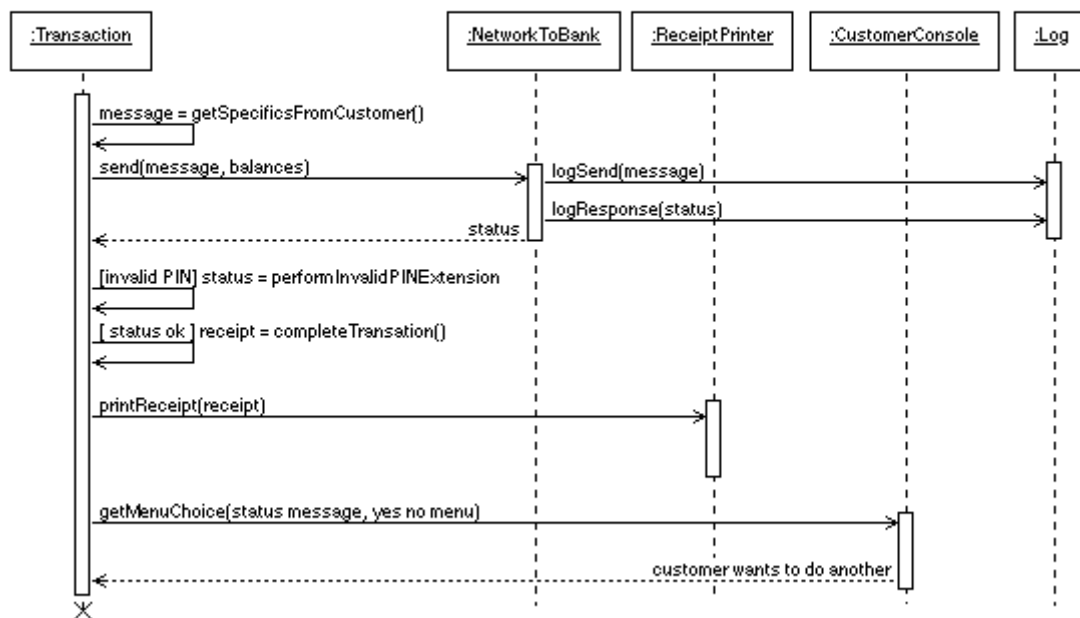 :Transaction
:NetworkToBank
:ReceiptPrinter
:CustomerConsole
:Log
message = getSpecificsFromCustomer()
send(message, balances)
logSend(message)
logResponse(status)
status
[invalid PIN] status = performInvalidPINExtension
[ status ok ] receipt = completeTransation()
printReceipt(receipt)
getMenuChoice(status message, yes no menu)
customer wants to do another